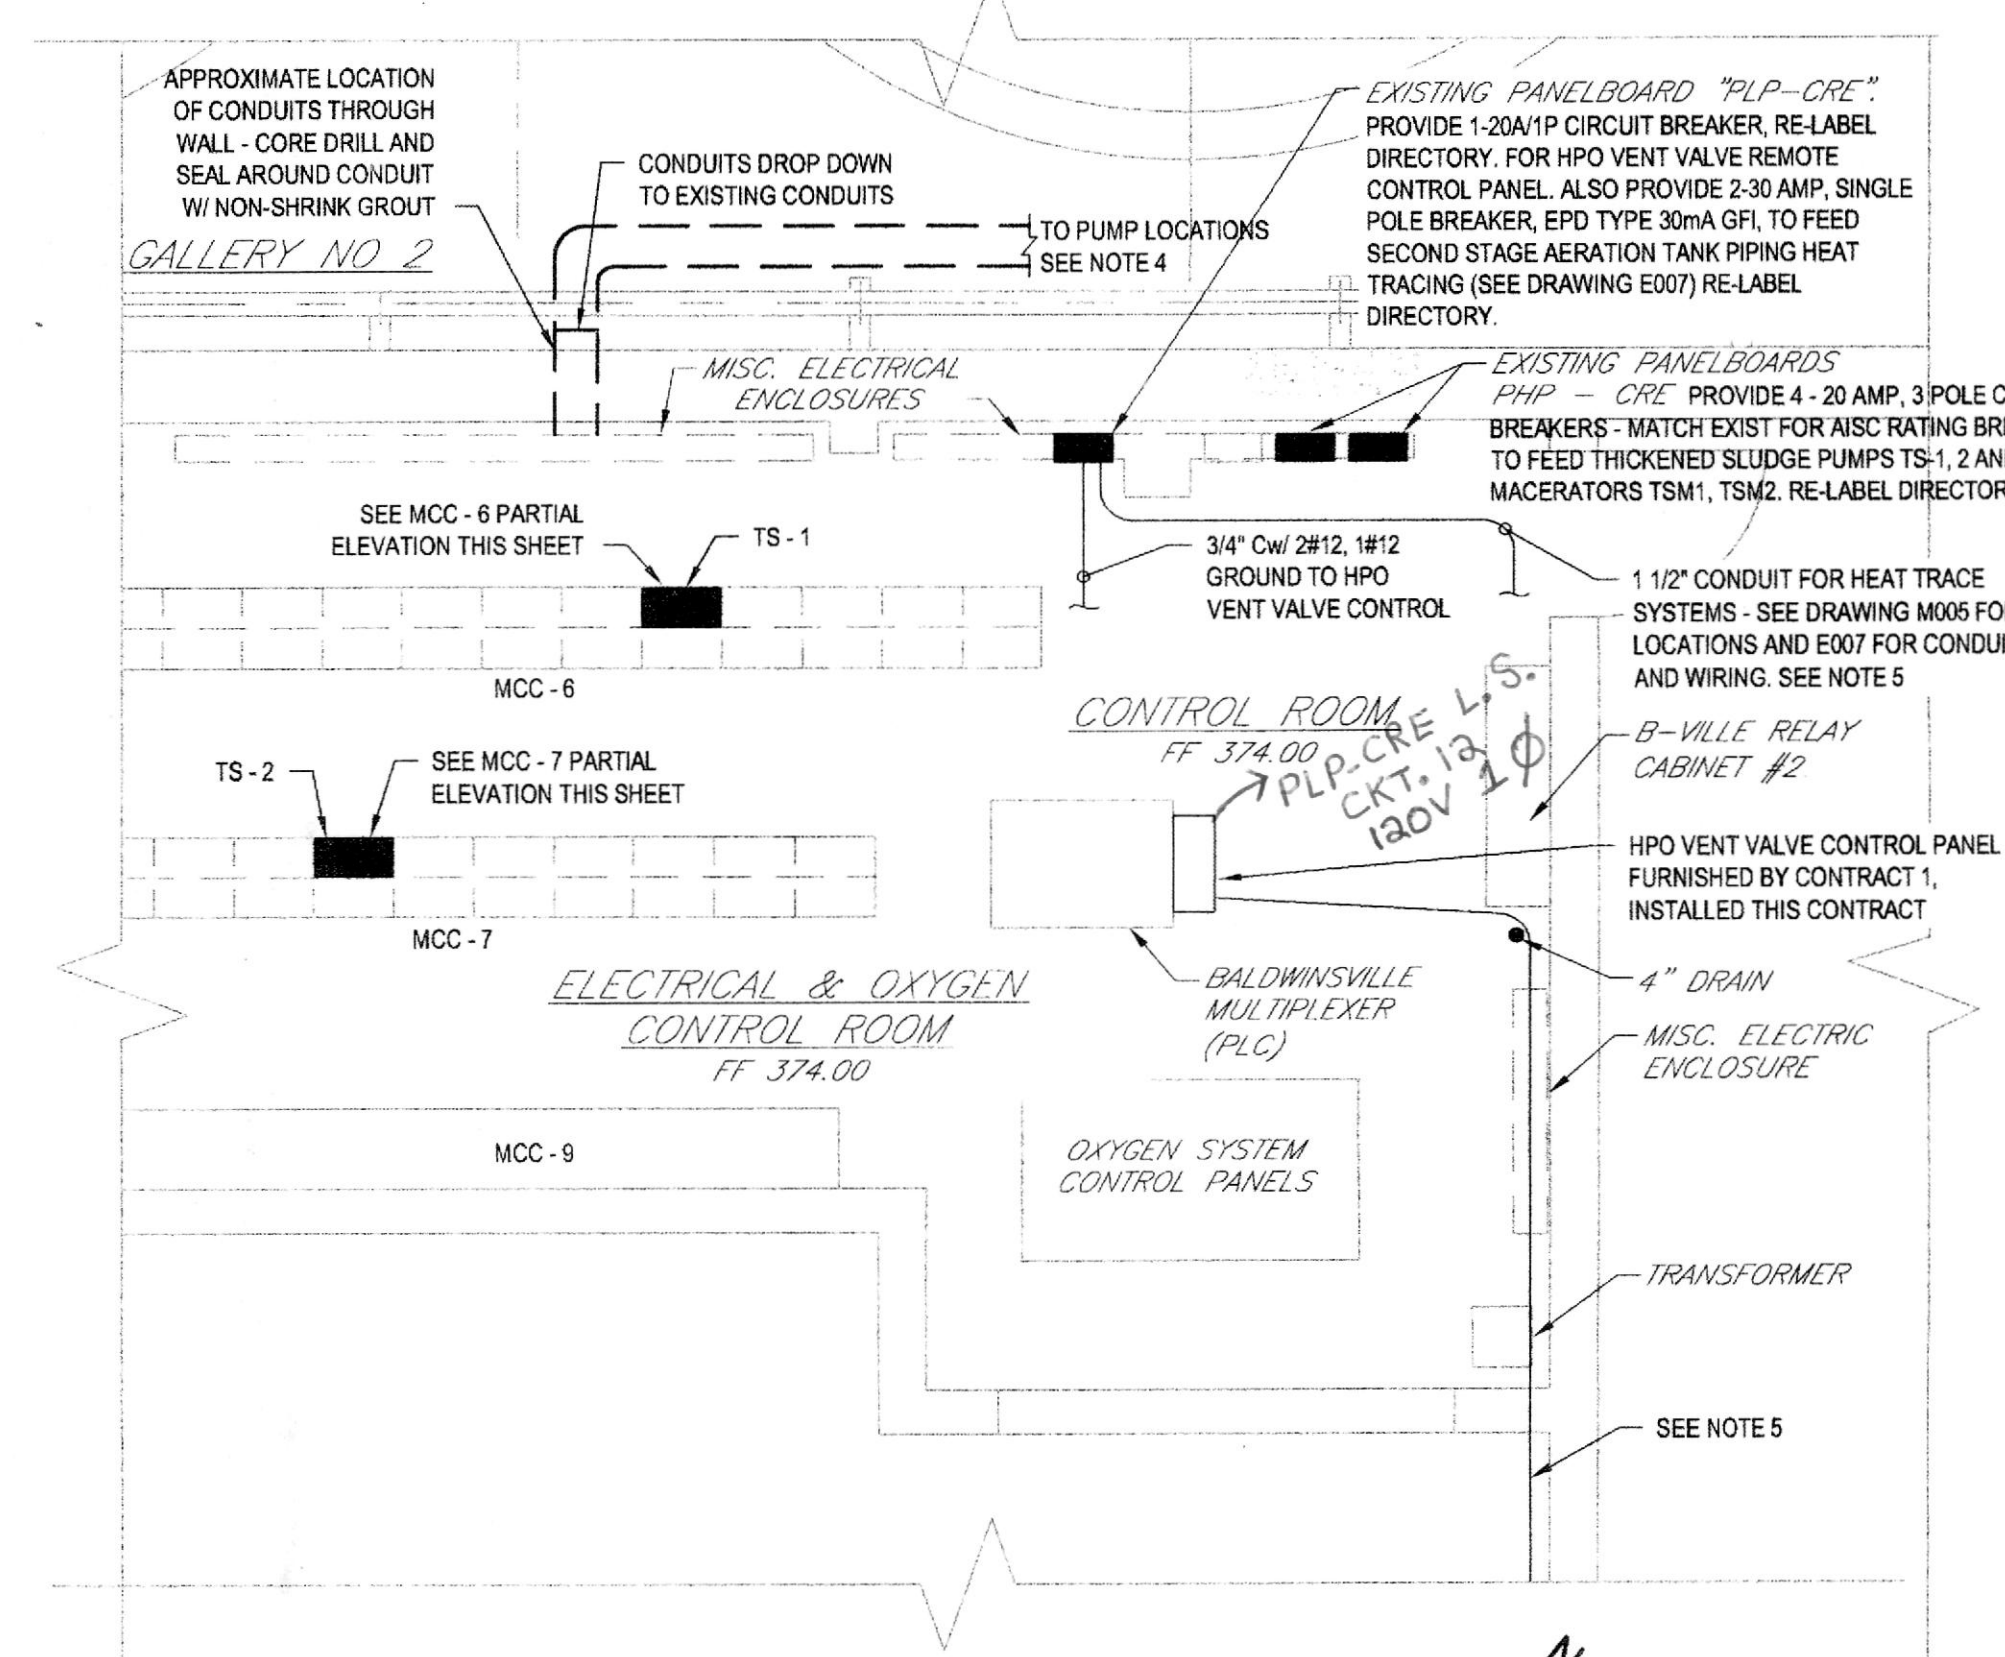 APPROXIMATE LOCATION
OF CONDUITS THROUGH
WALL - CORE DRILL AND
SEAL AROUND CONDUIT
W/ NON-SHRINK GROUT
GALLERY NO 2
CONDUITS DROP DOWN
TO EXISTING CONDUITS
TO PUMP LOCATIONS
SEE NOTE 4
EXISTING PANELBOARD "PLP-CRE".
PROVIDE 1-20A/1P CIRCUIT BREAKER, RE-LABEL
DIRECTORY. FOR HPO VENT VALVE REMOTE
CONTROL PANEL. ALSO PROVIDE 2-30 AMP, SINGLE
POLE BREAKER, EPD TYPE 30mA GFI, TO FEED
SECOND STAGE AERATION TANK PIPING HEAT
TRACING (SEE DRAWING E007) RE-LABEL
DIRECTORY.
MISC. ELECTRICAL
ENCLOSURES
EXISTING PANELBOARDS
PHP - CRE PROVIDE 4 - 20 AMP, 3 POLE C
BREAKERS - MATCH EXIST FOR AISC RATING BR
TO FEED THICKENED SLUDGE PUMPS TS-1, 2 AN
MACERATORS TSM1, TSM2. RE-LABEL DIRECTOR
SEE MCC - 6 PARTIAL
ELEVATION THIS SHEET
TS - 1
3/4" Cw/ 2#12, 1#12
GROUND TO HPO
VENT VALVE CONTROL
1 1/2" CONDUIT FOR HEAT TRACE
SYSTEMS - SEE DRAWING M005 FO
LOCATIONS AND E007 FOR CONDUI
AND WIRING. SEE NOTE 5
MCC - 6
CONTROL ROOM
FF 374.00
PLP-CRE L.S.
CKT. 12
120V 1φ
B-VILLE RELAY
CABINET #2
TS - 2
SEE MCC - 7 PARTIAL
ELEVATION THIS SHEET
HPO VENT VALVE CONTROL PANEL
FURNISHED BY CONTRACT 1,
INSTALLED THIS CONTRACT
MCC - 7
ELECTRICAL & OXYGEN
CONTROL ROOM
FF 374.00
BALDWINSVILLE
MULTIPLEXER
(PLC)
4" DRAIN
MISC. ELECTRIC
ENCLOSURE
MCC - 9
OXYGEN SYSTEM
CONTROL PANELS
TRANSFORMER
SEE NOTE 5